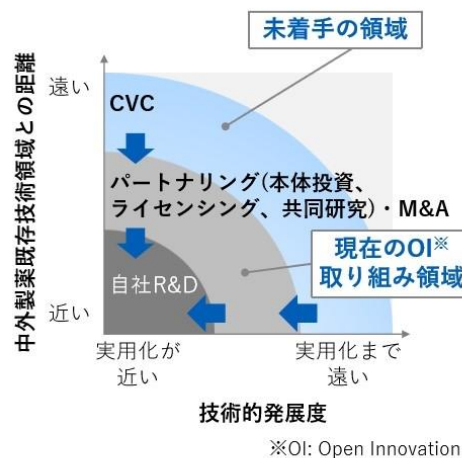 未着手の領域
中外製薬既存技術領域との距離
遠い
CVC
パートナリング(本体投資、
ライセンシング、共同研究)・M&A
現在のOI※
取り組み領域
自社R&D
近い
実用化が
近い
実用化まで
遠い
技術的発展度
※OI: Open Innovation